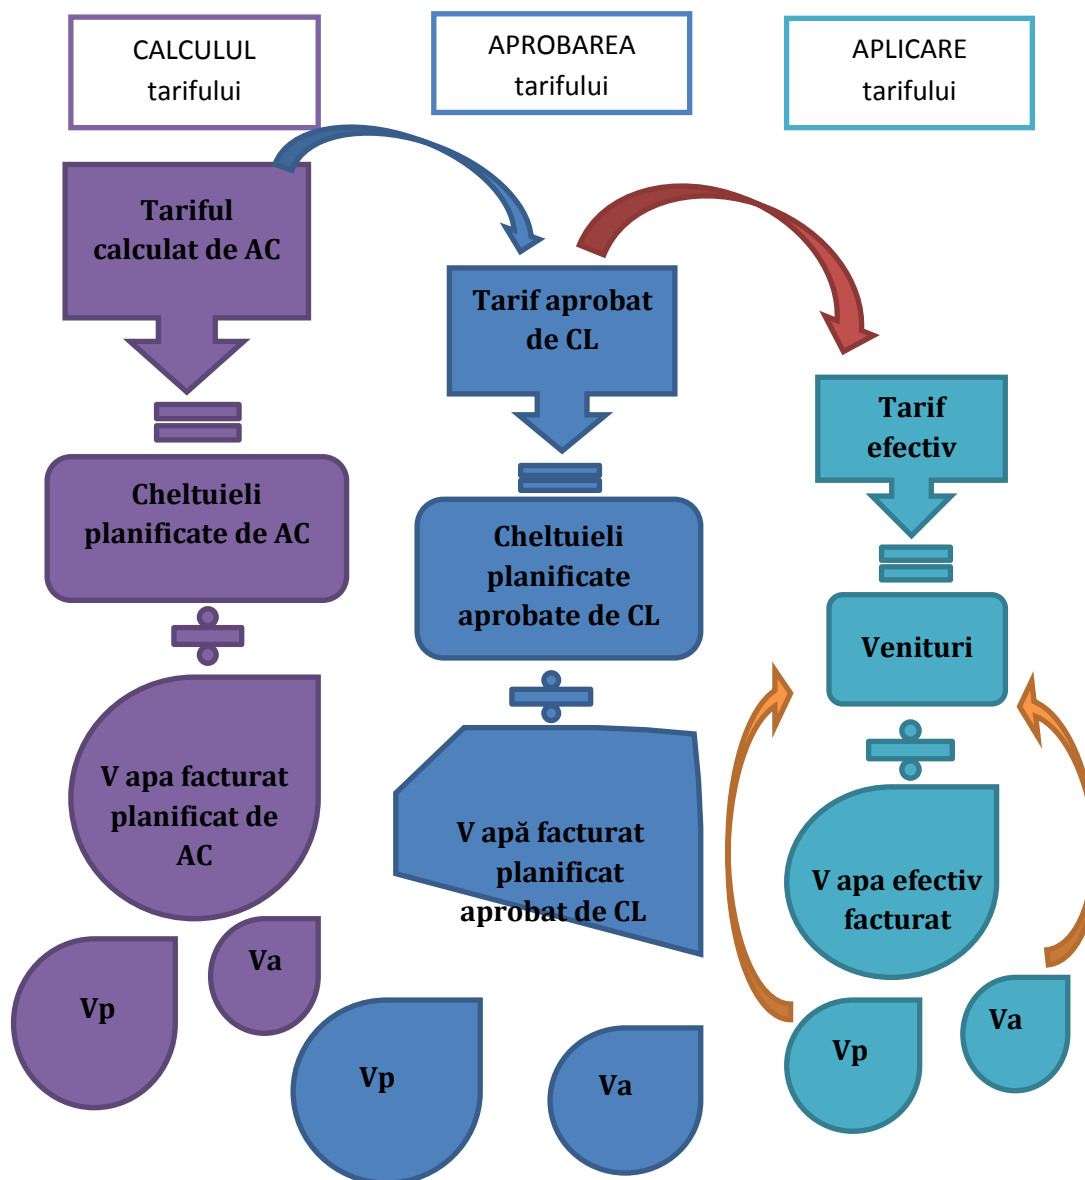 CALCULUL
tarifului
APROBAREA
tarifului
APLICARE
tarifului
Tariful
calculat de AC
Tarif aprobat
de CL
Tarif
efectiv
Cheltuieli
planificate de AC
Cheltuieli
planificate
aprobate de CL
Venituri
V apa facturat
planificat de
AC
V apă facturat
planificat
aprobat de CL
V apa efectiv
facturat
Vp
Va
Vp
Va
Vp
Va